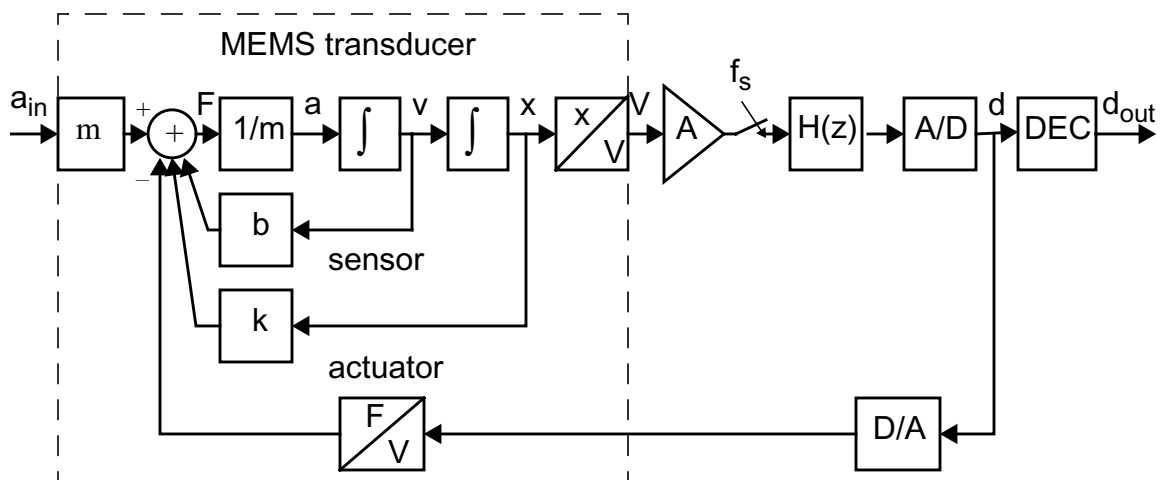 MEMS transducer
a_in
m
+
+
−
F
1/m
a
∫
v
∫
x
x
V
V
A
f_s
H(z)
A/D
d
DEC
d_out
b
sensor
k
actuator
F
V
D/A